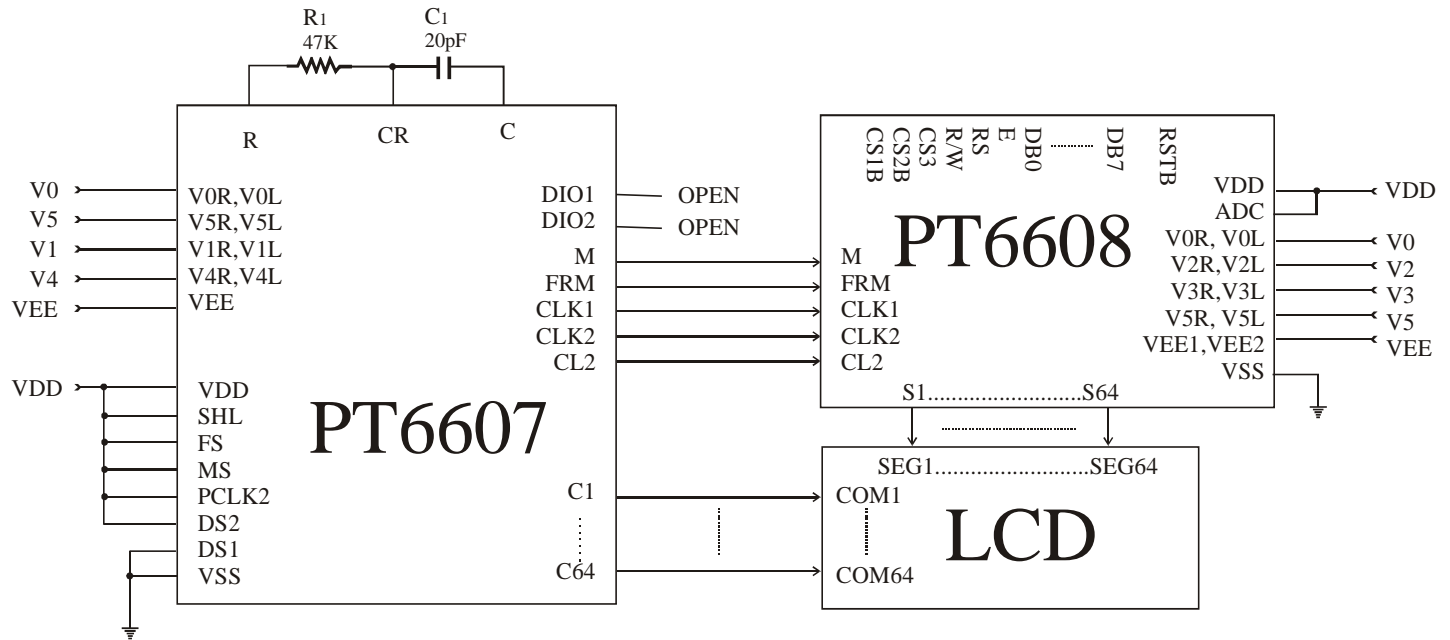 R1
47K
C1
20pF
R
CR
C
V0
V5
V1
V4
VEE
V0R,V0L
V5R,V5L
V1R,V1L
V4R,V4L
VEE
VDD
VDD
SHL
FS
MS
PCLK2
DS2
DS1
VSS
PT6607
DIO1
OPEN
DIO2
OPEN
M
FRM
CLK1
CLK2
CL2
C1
C64
CS1B
CS2B
CS3
R/W
RS
E
DB0
DB7
RSTB
PT6608
M
FRM
CLK1
CLK2
CL2
VDD
ADC
V0R, V0L
V2R,V2L
V3R,V3L
V5R, V5L
VEE1,VEE2
VSS
VDD
V0
V2
V3
V5
VEE
S1..........................S64
SEG1..........................SEG64
COM1
COM64
LCD